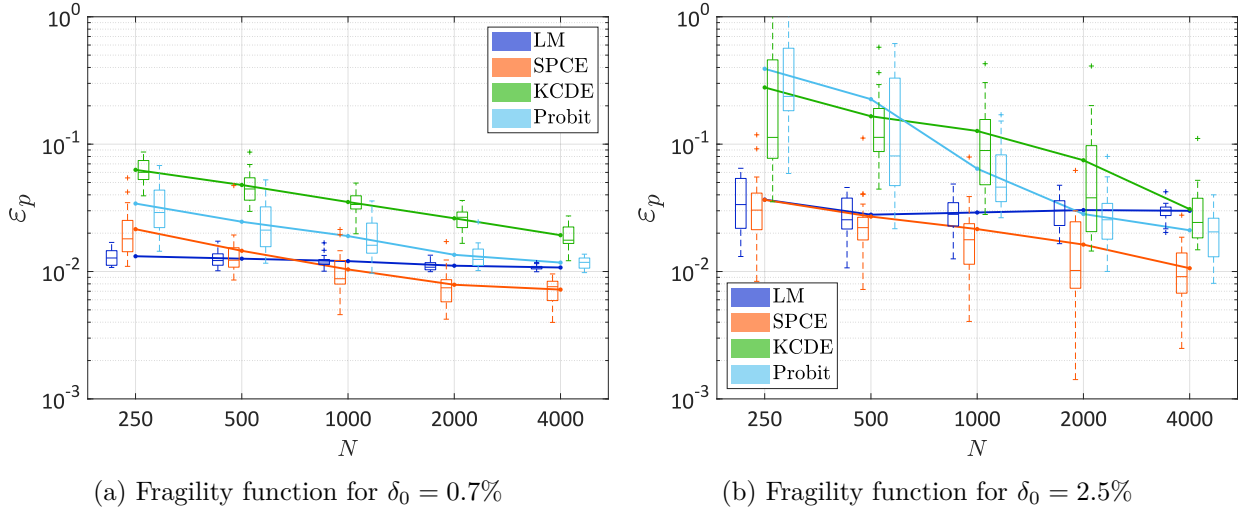 10^0
10^{-1}
10^{-2}
10^{-3}
ε_p
LM
SPCE
KCDE
Probit
250 500 1000 2000 4000
N
(a) Fragility function for δ_0 = 0.7%
10^0
10^{-1}
10^{-2}
10^{-3}
ε_p
LM
SPCE
KCDE
Probit
250 500 1000 2000 4000
N
(b) Fragility function for δ_0 = 2.5%